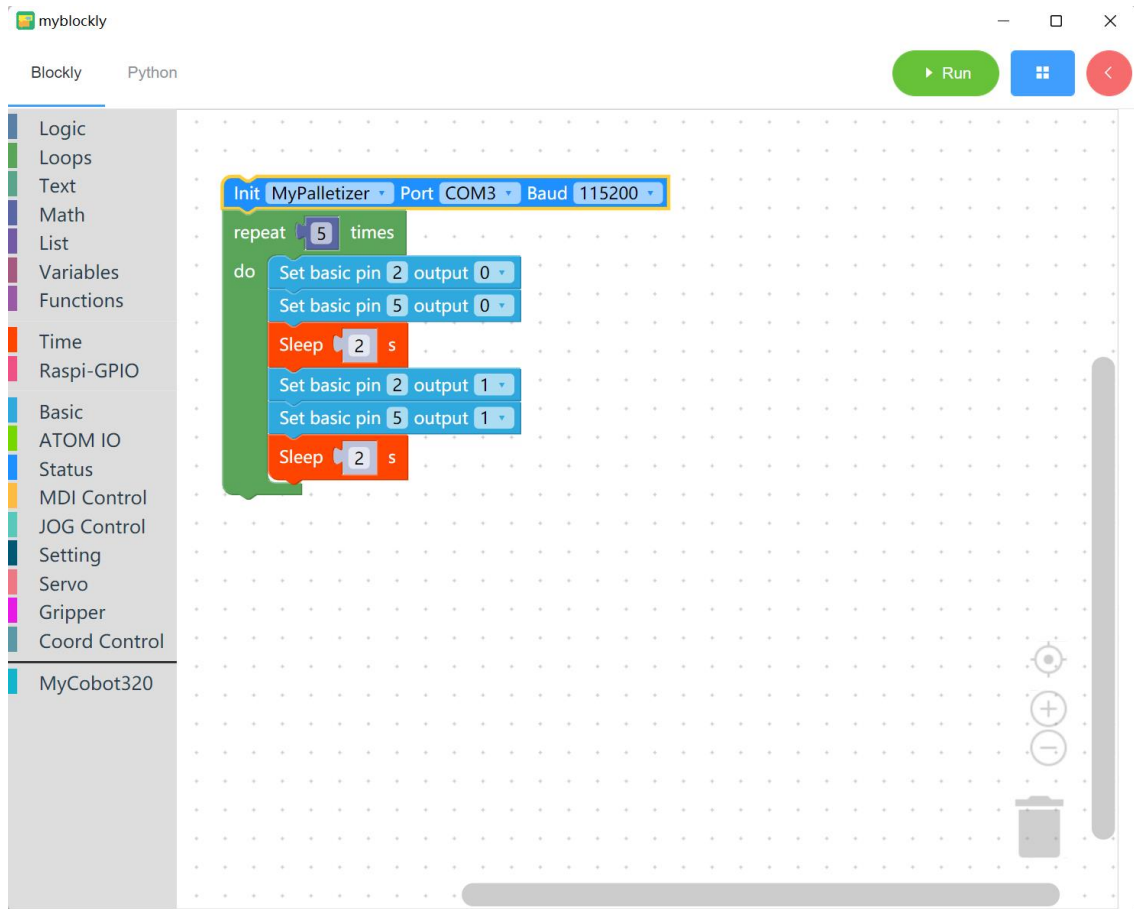 myblockly
Blockly Python
Run
Logic
Loops
Text
Math
List
Variables
Functions
Time
Raspi-GPIO
Basic
ATOM IO
Status
MDI Control
JOG Control
Setting
Servo
Gripper
Coord Control
MyCobot320
Init MyPalletizer Port COM3 Baud 115200
repeat 5 times
do Set basic pin 2 output 0
Set basic pin 5 output 0
Sleep 2 s
Set basic pin 2 output 1
Set basic pin 5 output 1
Sleep 2 s